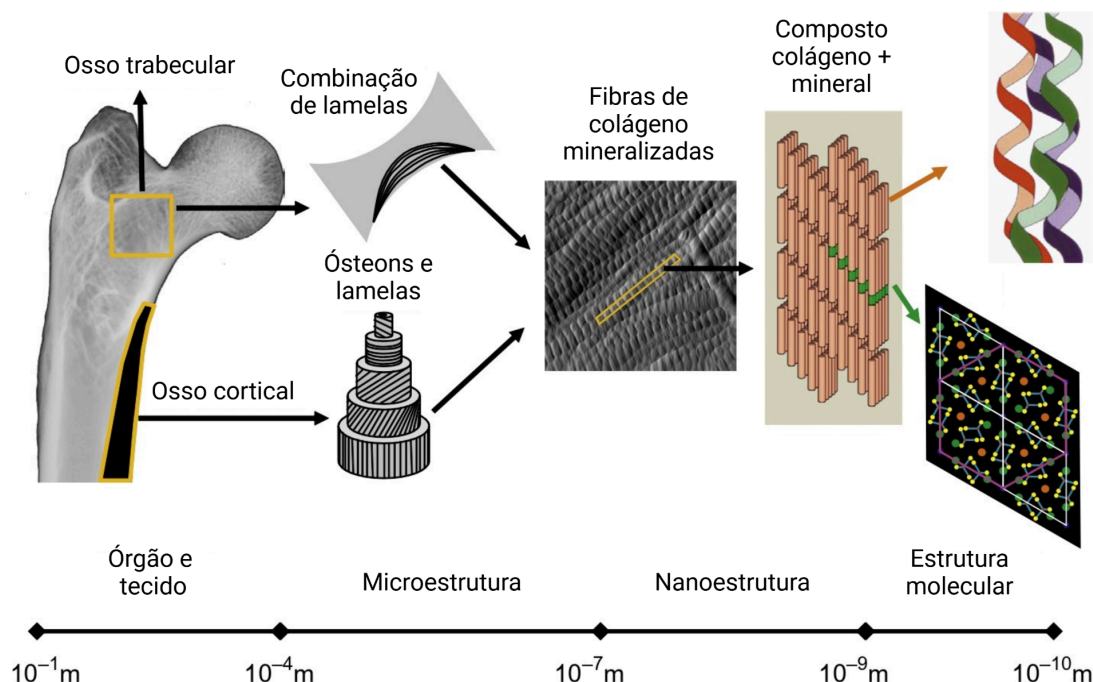 Osso trabecular
Combinação
de lamelas
Fibras de
colágeno
mineralizadas
Composto
colágeno +
mineral
Ósteons e
lamelas
Osso cortical
Órgão e
tecido
Microestrutura
Nanoestrutura
Estrutura
molecular
10⁻¹m
10⁻⁴m
10⁻⁷m
10⁻⁹m
10⁻¹⁰m